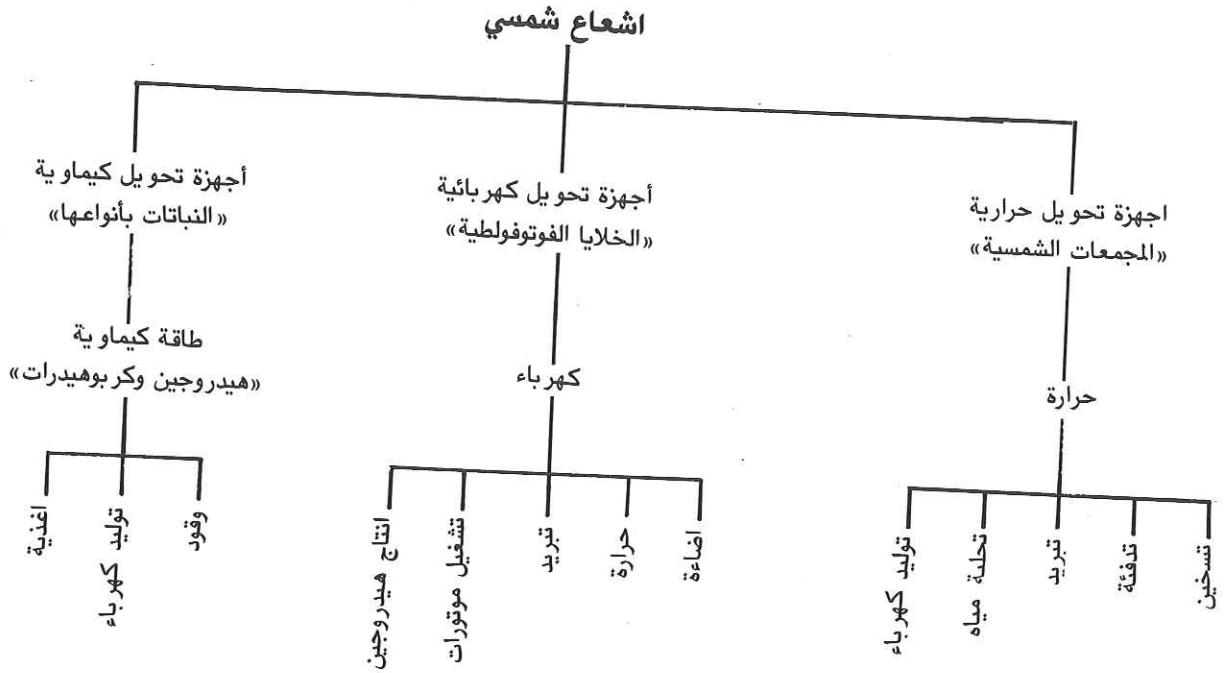 اشعاع شمسي
اجهزة تحويل حرارية
«المجمعات الشمسية»
حرارة
تسخين
تدفئة
تبريد
تحلية مياه
توليد كهرباء
أجهزة تحويل كهربائية
«الخلايا الفوتوفولطية»
كهرباء
اضاءة
حرارة
تبريد
تشغيل موتورات
انتاج هيدروجين
أجهزة تحويل كيماوية
«النباتات بأنواعها»
طاقة كيماوية
«هيدروجين وكربوهيدرات»
وقود
توليد كهرباء
اغذية